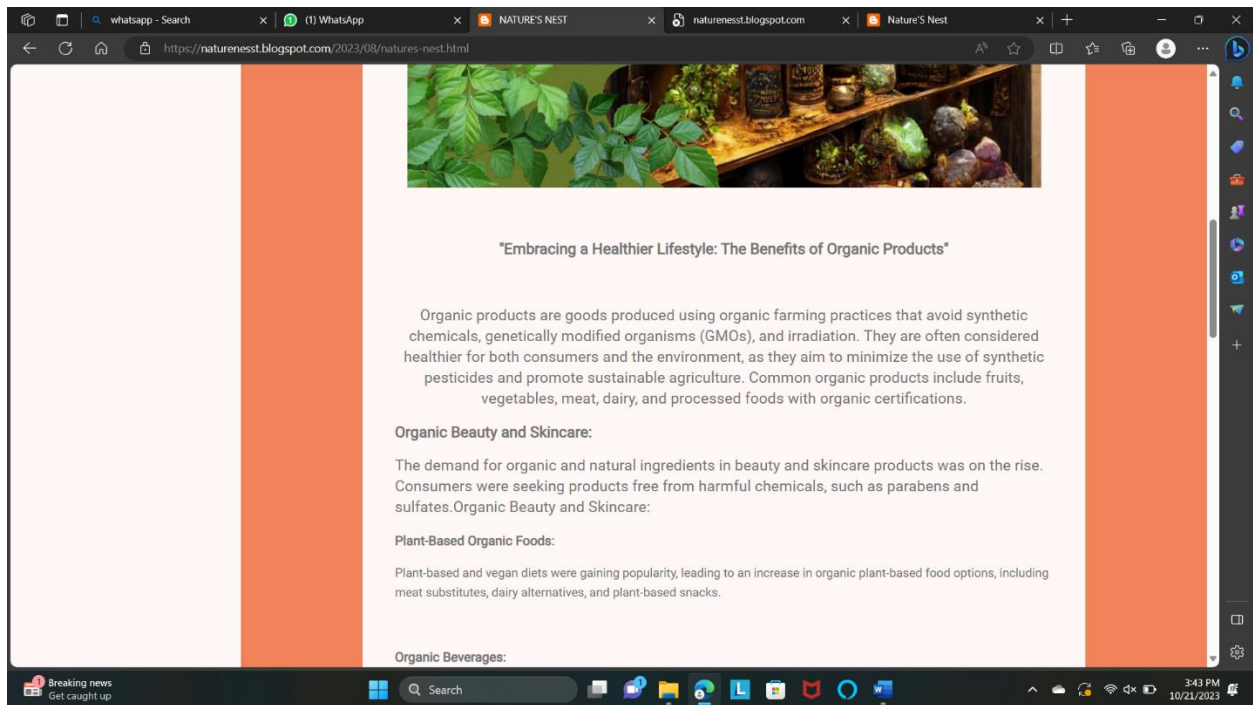 whatsapp - Search
(1) WhatsApp
NATURE'S NEST
naturenesst.blogspot.com
Nature'S Nest
https://naturenesst.blogspot.com/2023/08/natures-nest.html
"Embracing a Healthier Lifestyle: The Benefits of Organic Products"
Organic products are goods produced using organic farming practices that avoid synthetic
chemicals, genetically modified organisms (GMOs), and irradiation. They are often considered
healthier for both consumers and the environment, as they aim to minimize the use of synthetic
pesticides and promote sustainable agriculture. Common organic products include fruits,
vegetables, meat, dairy, and processed foods with organic certifications.
Organic Beauty and Skincare:
The demand for organic and natural ingredients in beauty and skincare products was on the rise.
Consumers were seeking products free from harmful chemicals, such as parabens and
sulfates.Organic Beauty and Skincare:
Plant-Based Organic Foods:
Plant-based and vegan diets were gaining popularity, leading to an increase in organic plant-based food options, including
meat substitutes, dairy alternatives, and plant-based snacks.
Organic Beverages:
1
Breaking news
Get caught up
Search
3:43 PM
10/21/2023